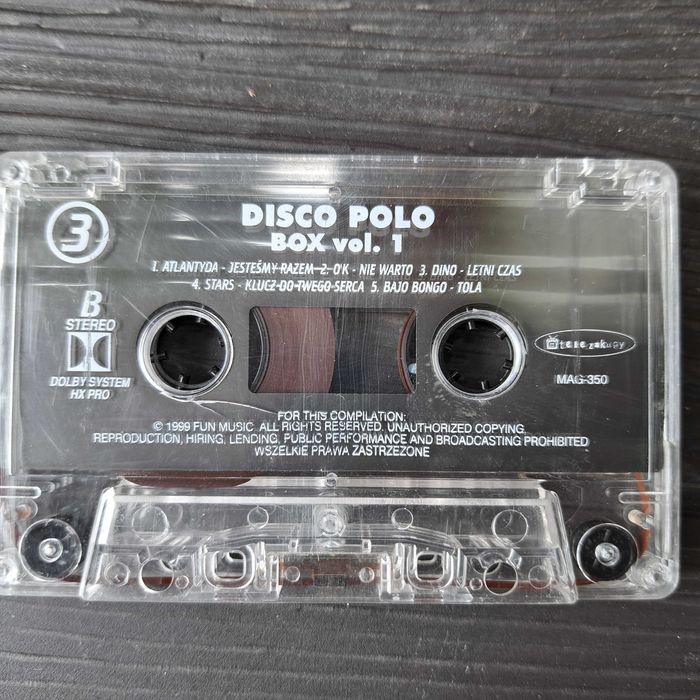 3
DISCO POLO
BOX vol. 1
1. ATLANTYDA - JESTEŚMY RAZEM 2. O'K - NIE WARTO 3. DINO - LETNI CZAS
4. STARS - KLUCZ DO TWEGO SERCA 5. BAJO BONGO - TOLA
B
STEREO
DOLBY SYSTEM
HX PRO
telezakupy
MAG-350
FOR THIS COMPILATION:
© 1999 FUN MUSIC. ALL RIGHTS RESERVED. UNAUTHORIZED COPYING,
REPRODUCTION, HIRING, LENDING, PUBLIC PERFORMANCE AND BROADCASTING PROHIBITED
WSZELKIE PRAWA ZASTRZEZONE